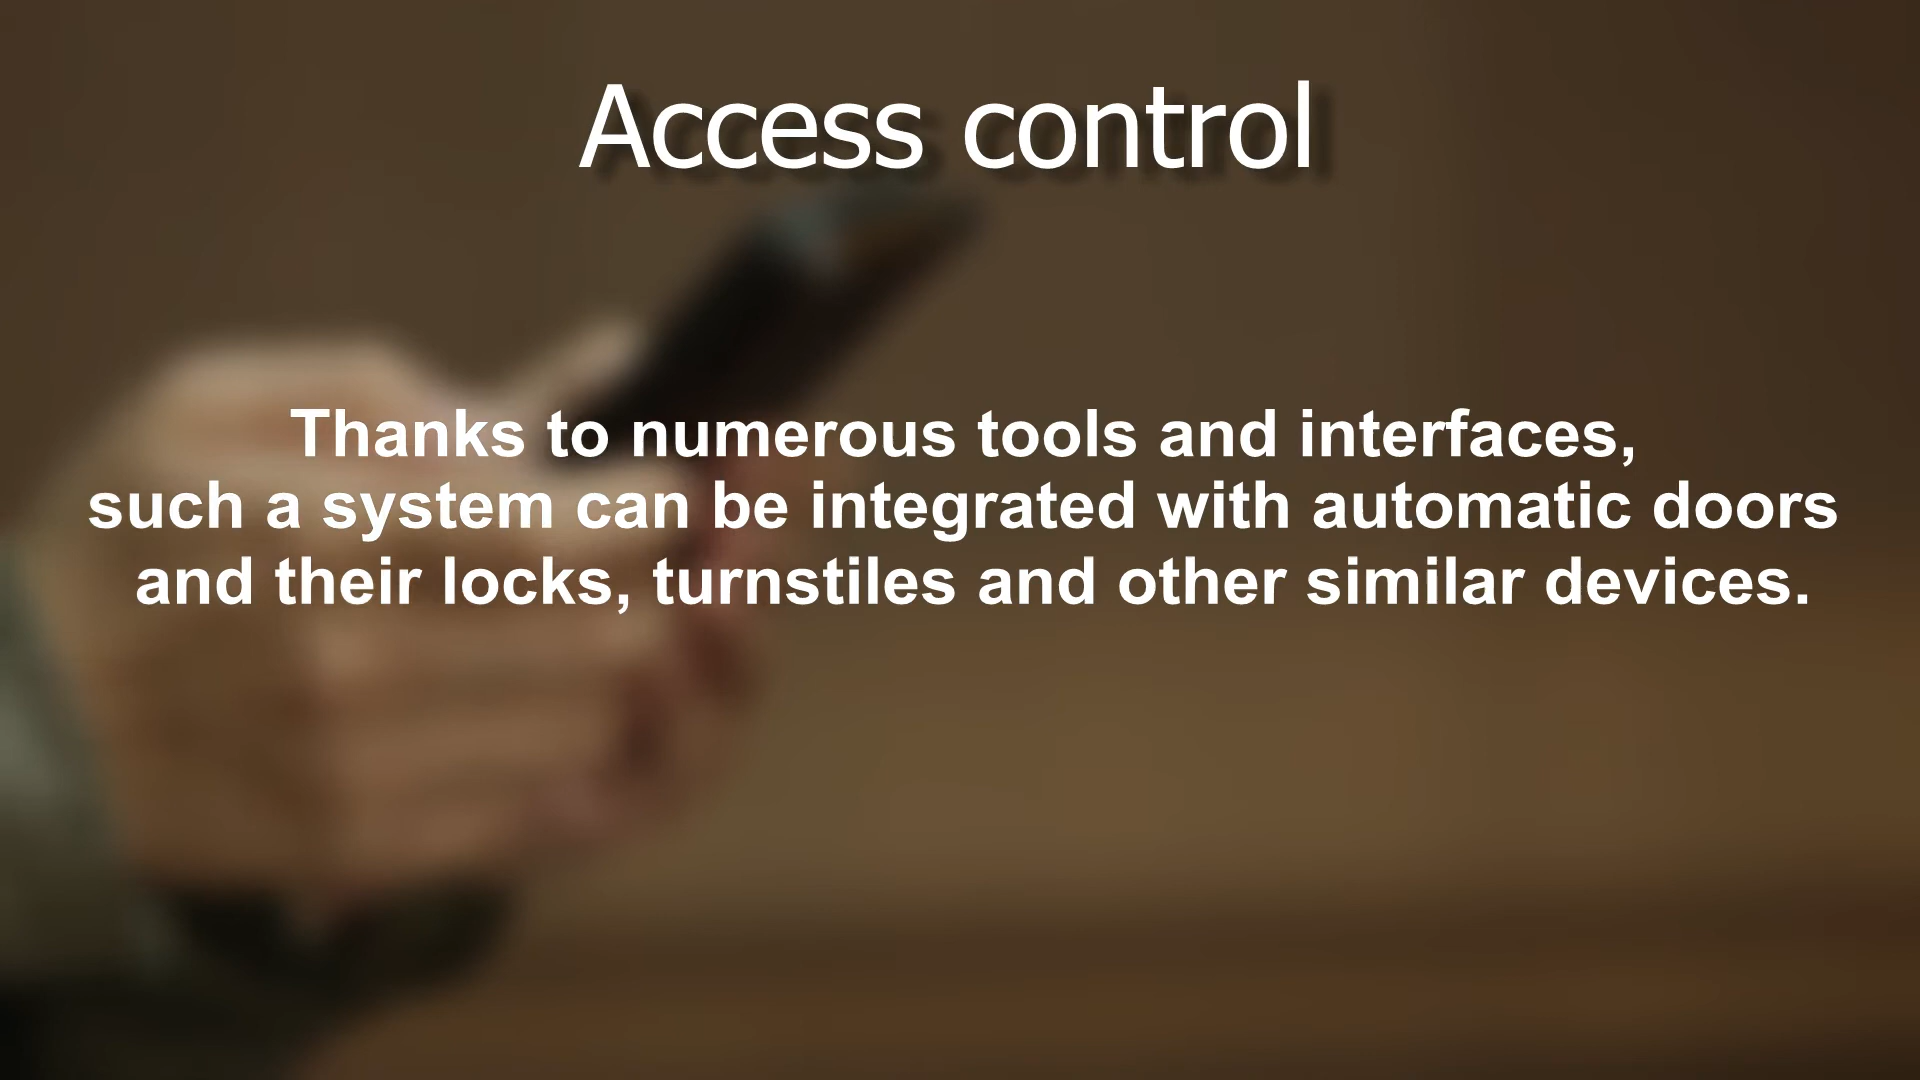 Access control
Thanks to numerous tools and interfaces,
such a system can be integrated with automatic doors
and their locks, turnstiles and other similar devices.